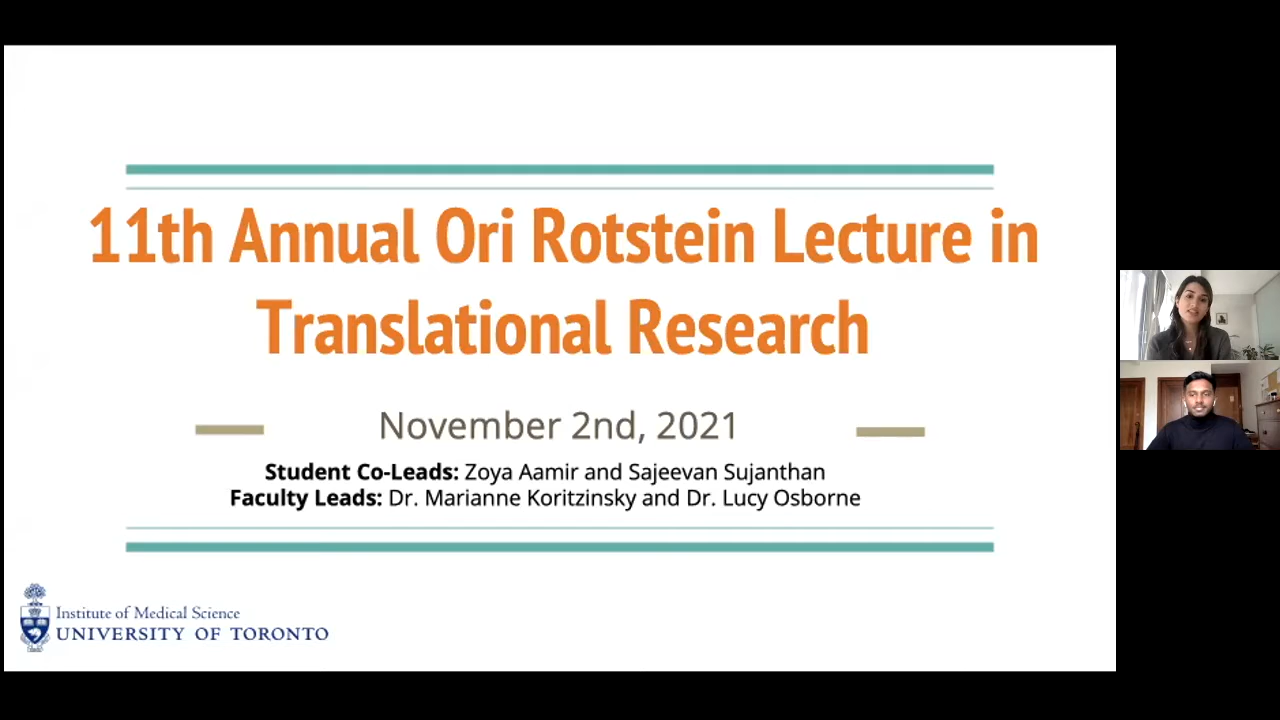 11th Annual Ori Rotstein Lecture in
Translational Research
November 2nd, 2021
Student Co-Leads: Zoya Aamir and Sajeevan Sujanthan
Faculty Leads: Dr. Marianne Koritzinsky and Dr. Lucy Osborne
Institute of Medical Science
UNIVERSITY OF TORONTO